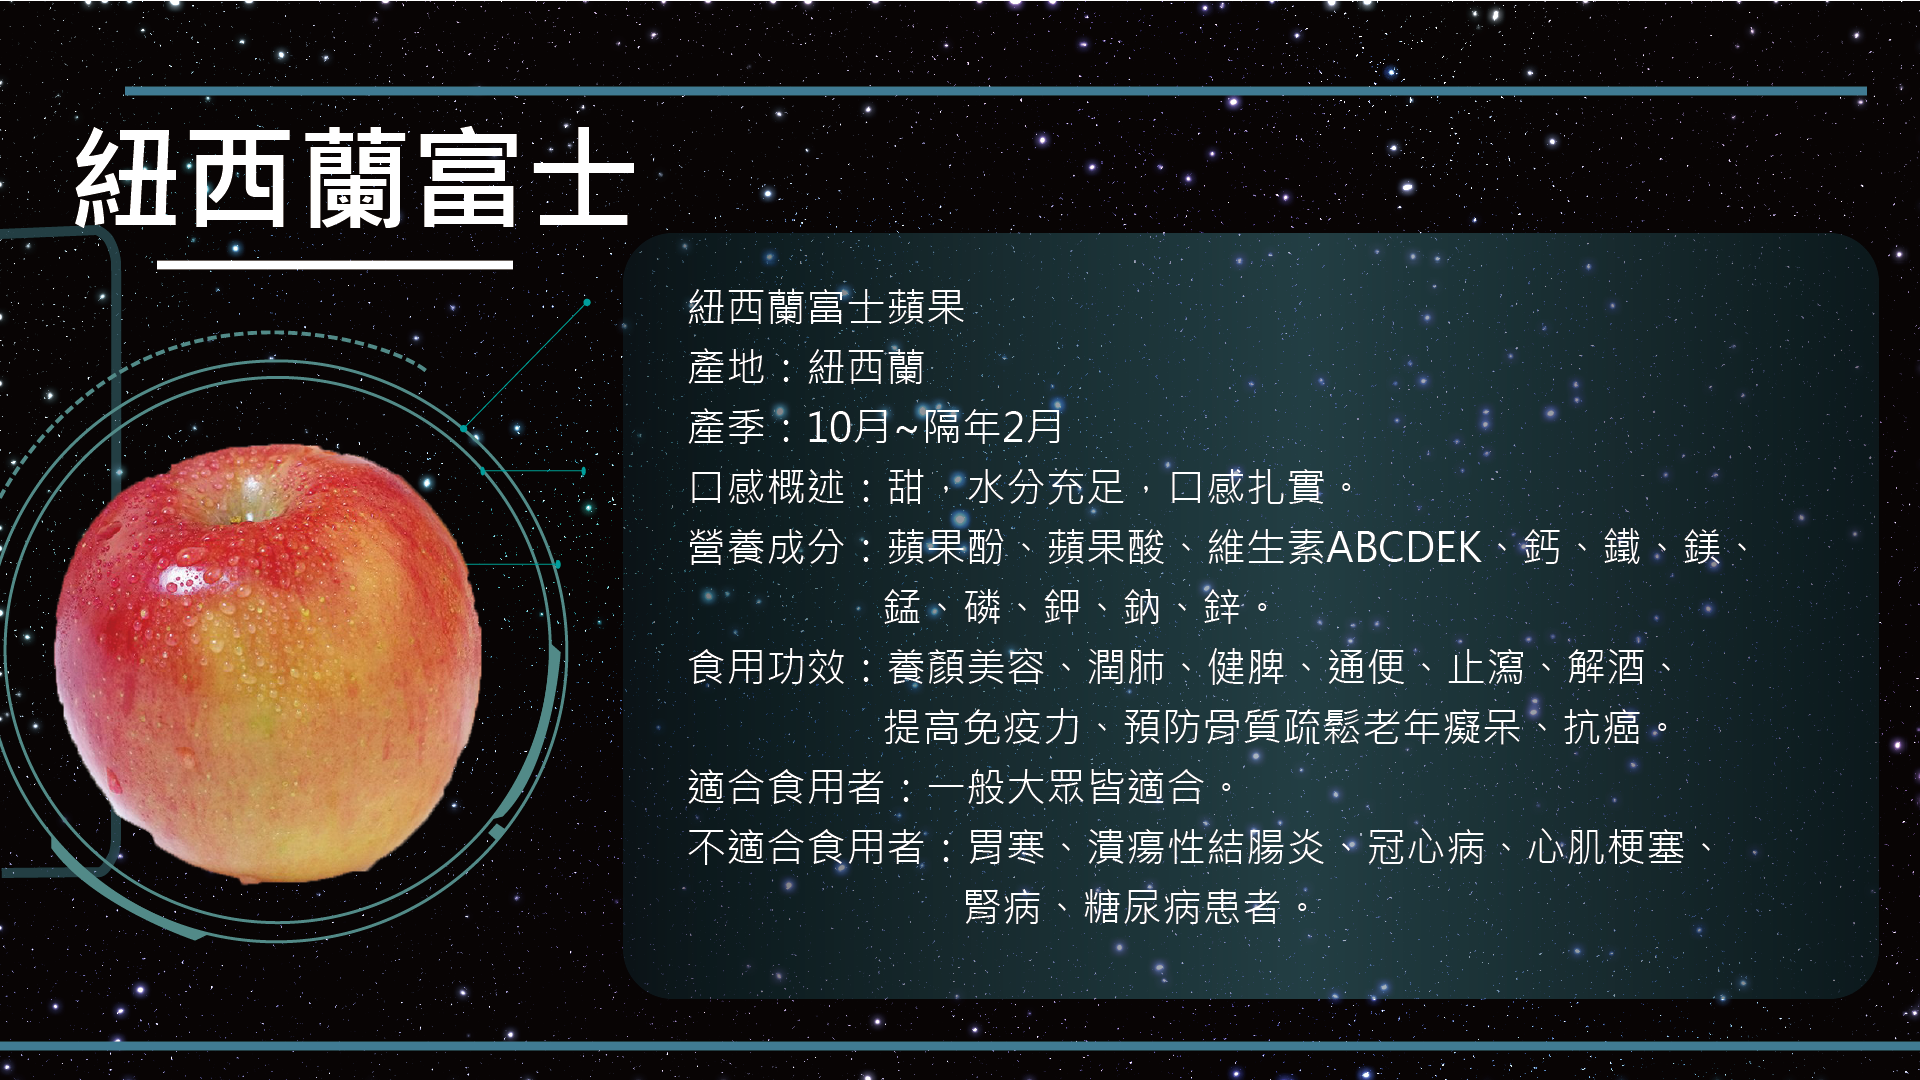 紐西蘭富士
紐西蘭富士蘋果
產地：紐西蘭
產季：10月~隔年2月
口感概述：甜，水分充足，口感扎實。
營養成分：蘋果酚、蘋果酸、維生素ABCDEK、鈣、鐵、鎂、
錳、磷、鉀、鈉、鋅。
食用功效：養顏美容、潤肺、健脾、通便、止瀉、解酒、
提高免疫力、預防骨質疏鬆老年癡呆、抗癌。
適合食用者：一般大眾皆適合。
不適合食用者：胃寒、潰瘍性結腸炎、冠心病、心肌梗塞、
腎病、糖尿病患者。